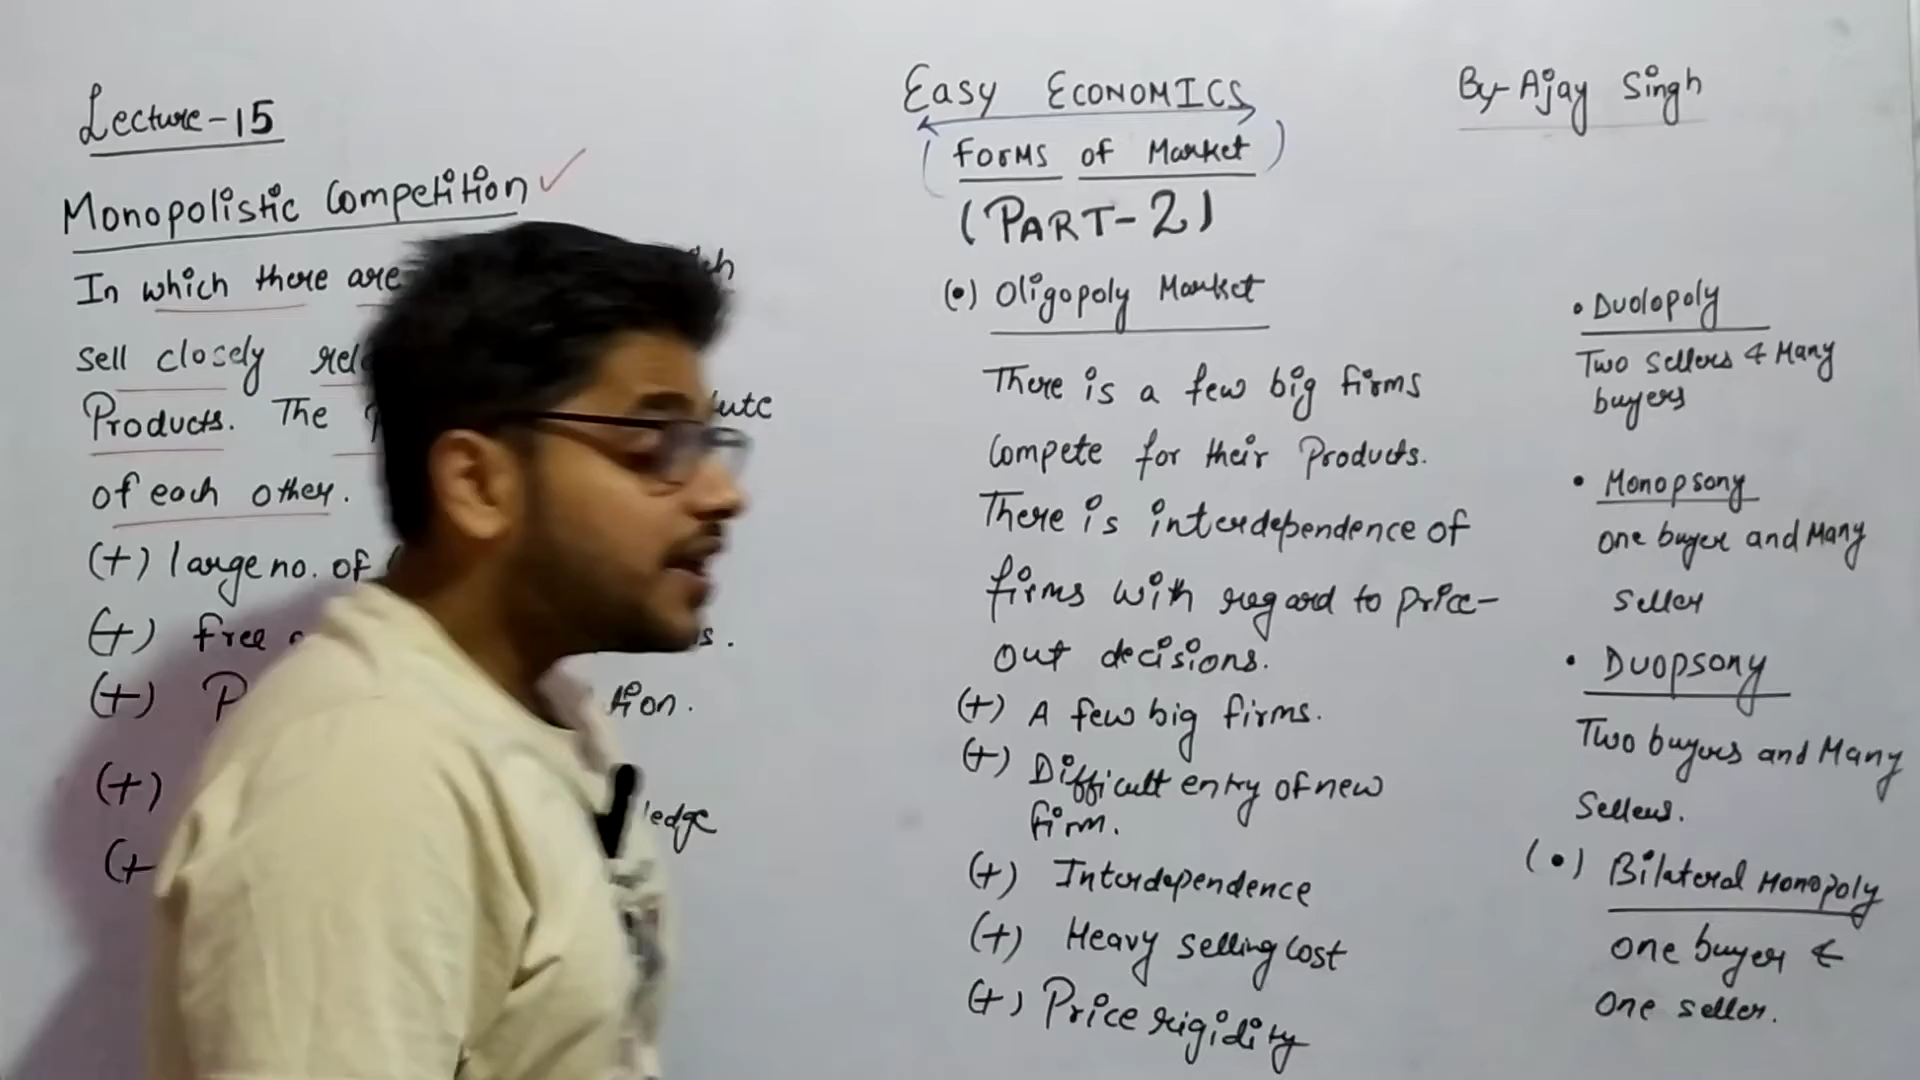 Lecture-15
Monopolistic Competition ✓
In which there are
sell closely
Products. The
of each other.
(+) large no. of
(+) free
(+)
(+)
(+
Easy ECONOMICS
(Forms of Market)
(PART-2)
(•) Oligopoly Market
There is a few big firms
compete for their Products.
There is interdependence of
firms with regard to price-
out decisions.
(+) A few big firms.
(+) Difficult entry of new
firm.
(+) Interdependence
(+) Heavy selling cost
(+) Price rigidity
By-Ajay Singh
• Duolopoly
Two sellers & Many
buyers
• Monopsony
one buyer and Many
seller
• Duopsony
Two buyers and Many
Sellers.
(•) Bilateral Monopoly
one buyer &
one seller.